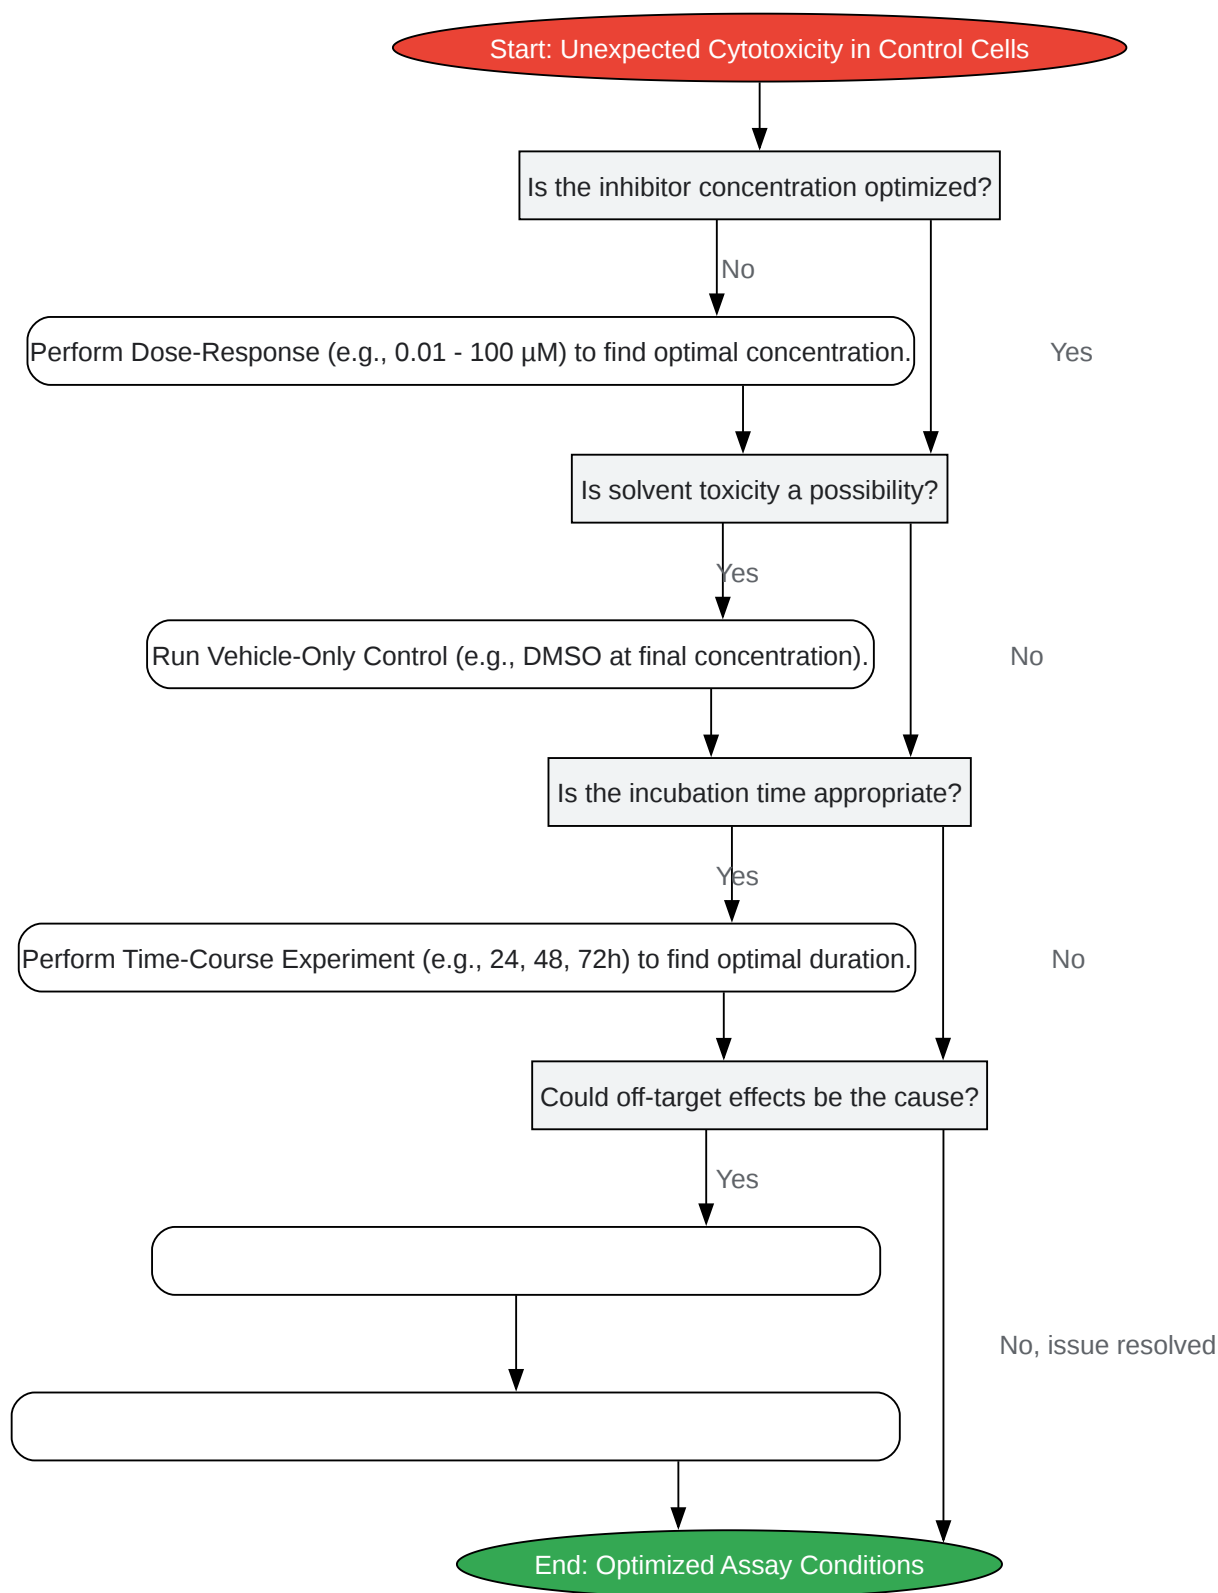 Start: Unexpected Cytotoxicity in Control Cells
Is the inhibitor concentration optimized?
No
Perform Dose-Response (e.g., 0.01 - 100 µM) to find optimal concentration.
Yes
Is solvent toxicity a possibility?
Yes
Run Vehicle-Only Control (e.g., DMSO at final concentration).
No
Is the incubation time appropriate?
Yes
Perform Time-Course Experiment (e.g., 24, 48, 72h) to find optimal duration.
No
Could off-target effects be the cause?
Yes
No, issue resolved
End: Optimized Assay Conditions